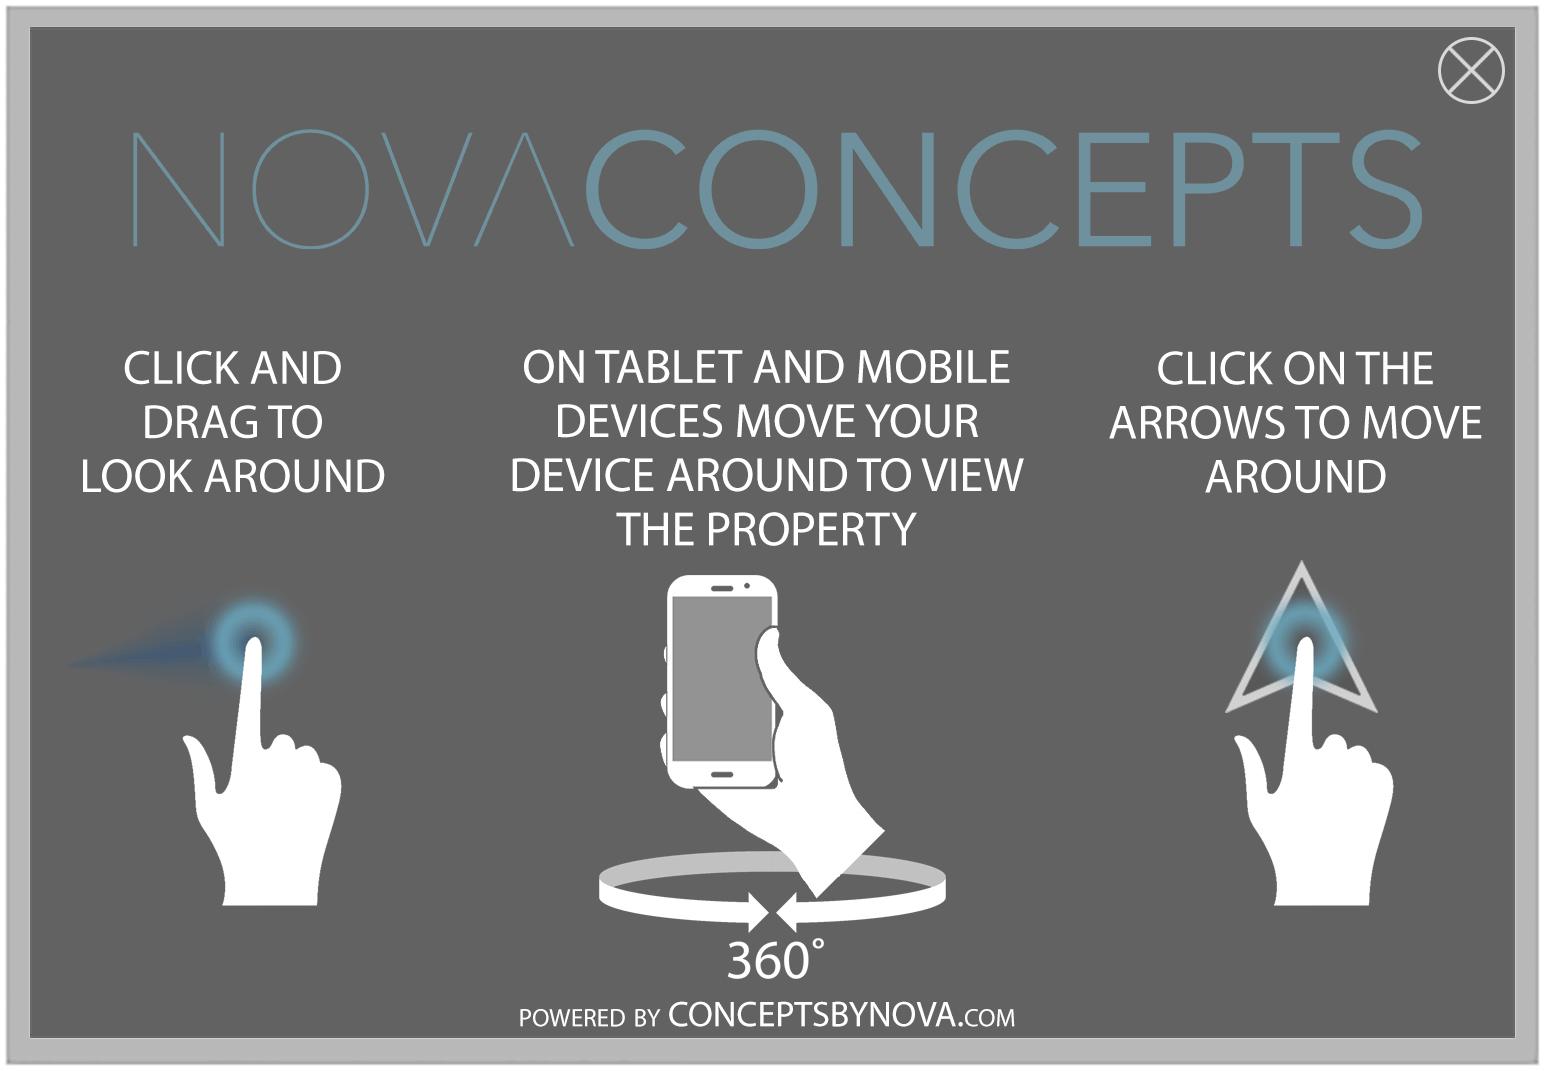 NOVACONCEPTS
CLICK AND
DRAG TO
LOOK AROUND
ON TABLET AND MOBILE
DEVICES MOVE YOUR
DEVICE AROUND TO VIEW
THE PROPERTY
CLICK ON THE
ARROWS TO MOVE
AROUND
360°
POWERED BY CONCEPTSBYNOVA.COM